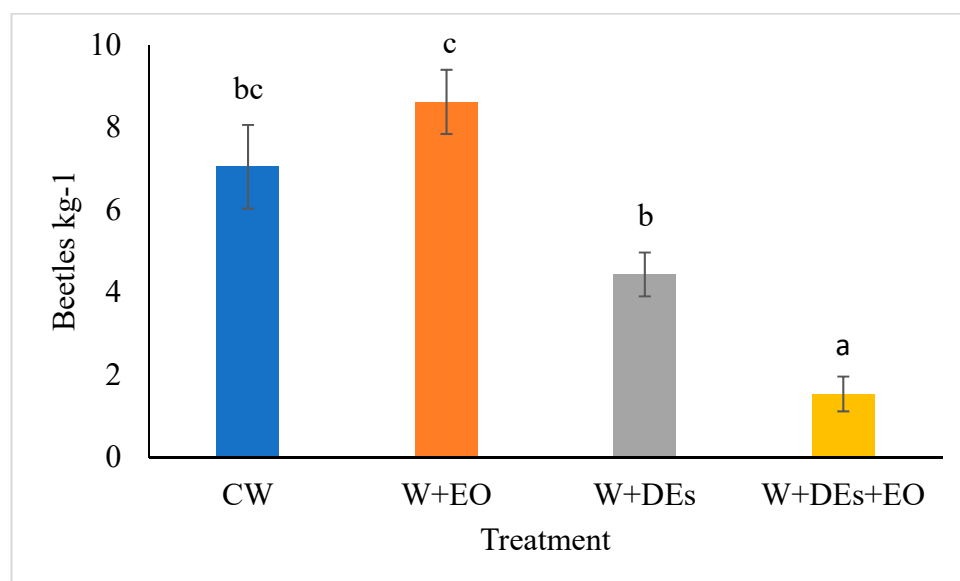 10
8
6
4
2
0
Beetles kg-1
bc
c
b
a
CW W+EO W+DEs W+DEs+EO
Treatment